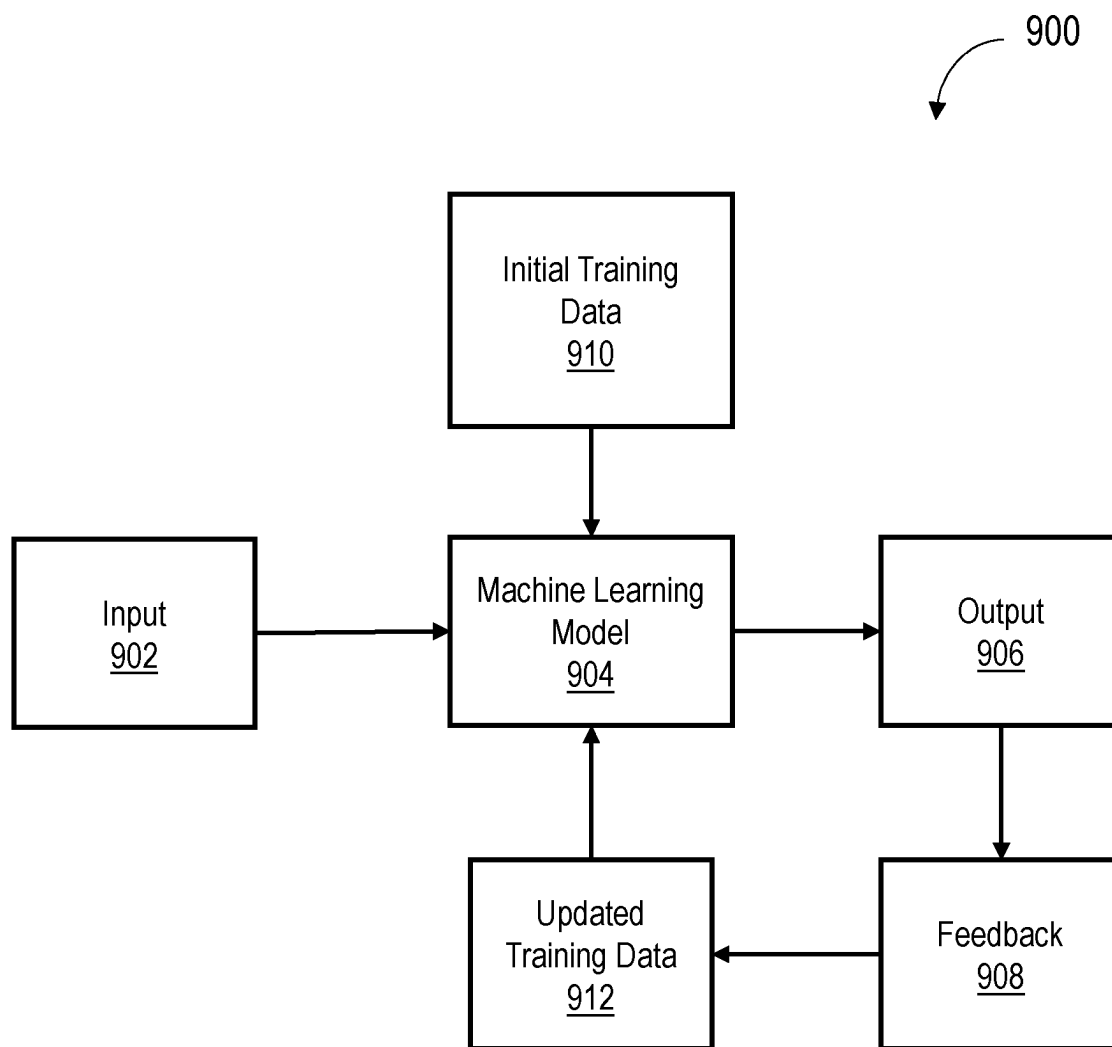 900
Initial Training
Data
910
Input
902
Machine Learning
Model
904
Output
906
Updated
Training Data
912
Feedback
908